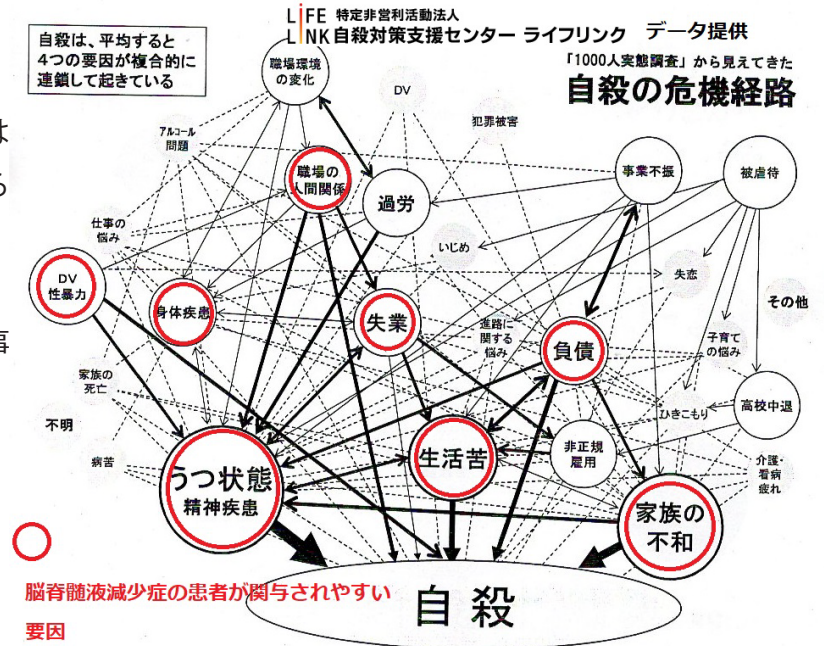 LIFE 特定非営利活動法人
LINK 自殺対策支援センター ライフリンク データ提供
「1000人実態調査」から見えてきた
自殺の危機経路
自殺は、平均すると
4つの要因が複合的に
連鎖して起きている
は
る
事
職場環境
の変化
DV
犯罪被害
アルコール
問題
職場の
人間関係
過労
事業不振
被虐待
仕事の
悩み
いじめ
失恋
DV
性暴力
身体疾患
失業
進路に
関する
悩み
負債
子育て
の悩み
その他
家族の
死亡
ひきこもり
高校中退
不明
病苦
うつ状態
精神疾患
生活苦
非正規
雇用
介護・
看病
疲れ
家族の
不和
自殺
脳脊髄液減少症の患者が関与されやすい
要因